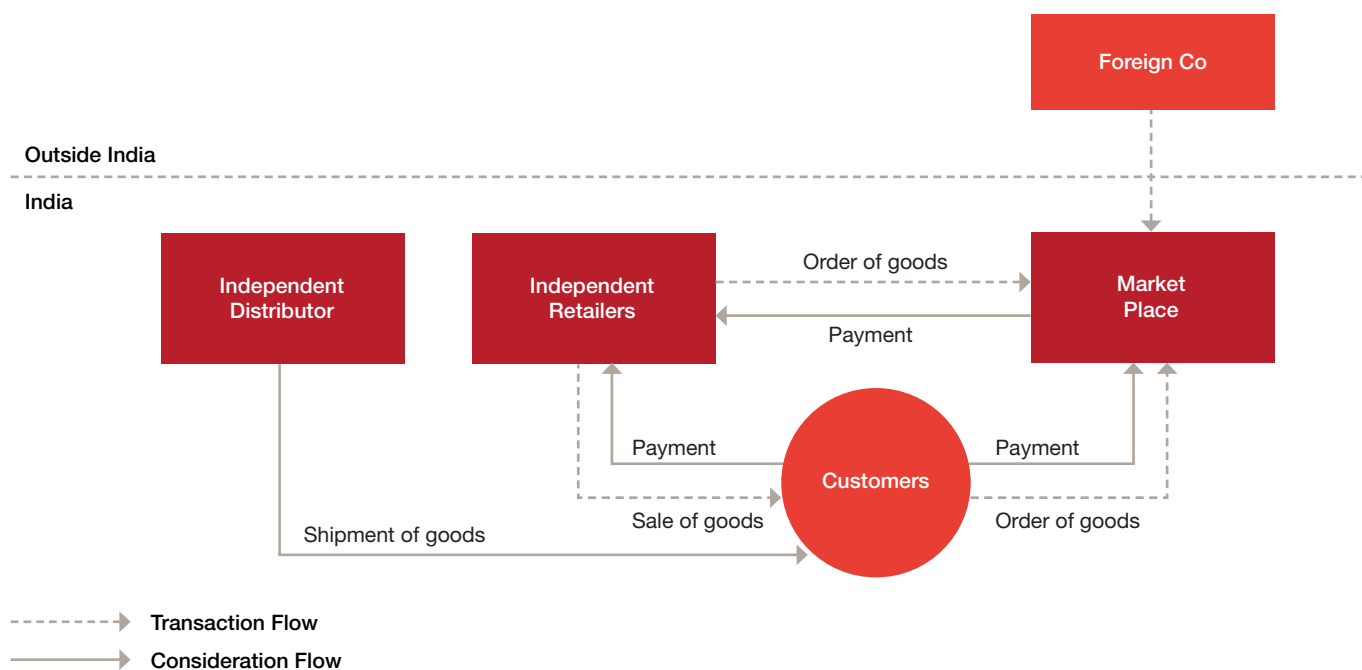 Foreign Co
Outside India
India
Independent
Distributor
Independent
Retailers
Order of goods
Payment
Market
Place
Payment
Customers
Payment
Sale of goods
Order of goods
Shipment of goods
Transaction Flow
Consideration Flow